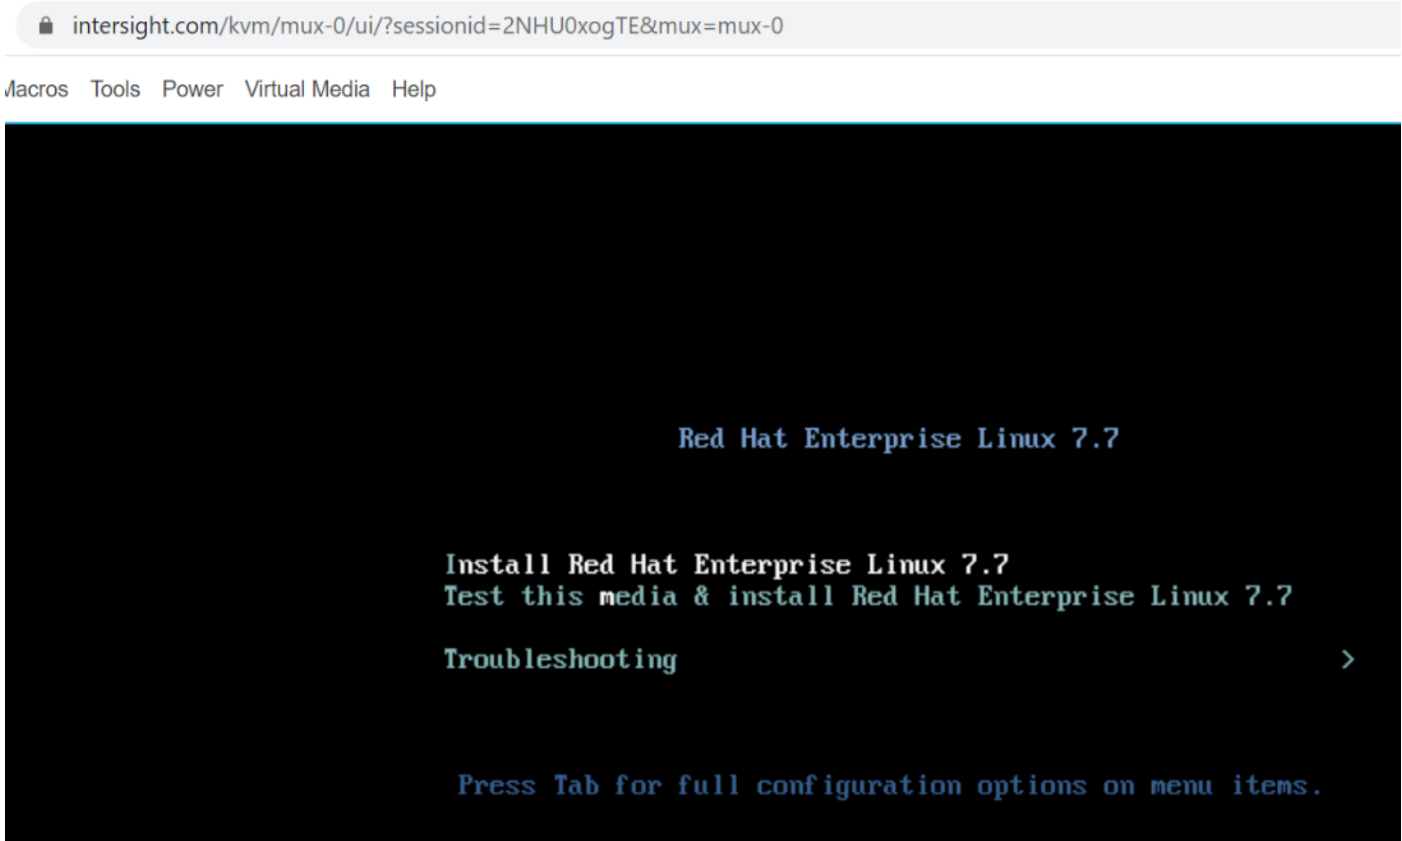 intersight.com/kvm/mux-0/ui/?sessionid=2NHU0xogTE&mux=mux-0
Macros Tools Power Virtual Media Help
Red Hat Enterprise Linux 7.7
Install Red Hat Enterprise Linux 7.7
Test this media & install Red Hat Enterprise Linux 7.7
Troubleshooting >
Press Tab for full configuration options on menu items.